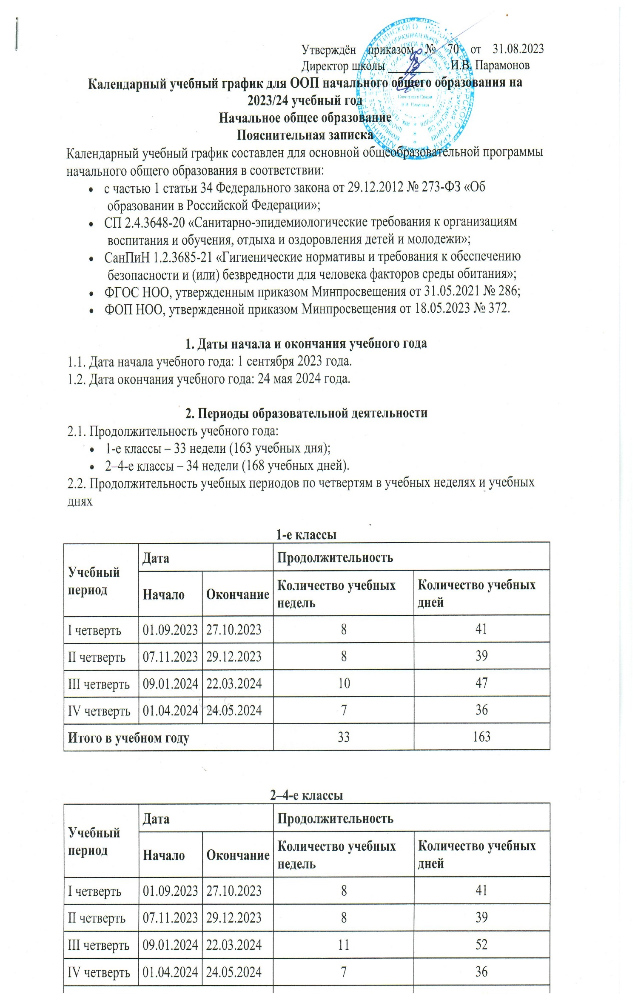 Утверждён приказом № 70 от 31.08.2023
Директор школы ________ И.В. Парамонов
Календарный учебный график для ООП начального общего образования на
2023/24 учебный год
Начальное общее образование
Пояснительная записка
Календарный учебный график составлен для основной общеобразовательной программы
начального общего образования в соответствии:
• с частью 1 статьи 34 Федерального закона от 29.12.2012 № 273-ФЗ «Об
образовании в Российской Федерации»;
• СП 2.4.3648-20 «Санитарно-эпидемиологические требования к организациям
воспитания и обучения, отдыха и оздоровления детей и молодежи»;
• СанПиН 1.2.3685-21 «Гигиенические нормативы и требования к обеспечению
безопасности и (или) безвредности для человека факторов среды обитания»;
• ФГОС НОО, утвержденным приказом Минпросвещения от 31.05.2021 № 286;
• ФОП НОО, утвержденной приказом Минпросвещения от 18.05.2023 № 372.
1. Даты начала и окончания учебного года
1.1. Дата начала учебного года: 1 сентября 2023 года.
1.2. Дата окончания учебного года: 24 мая 2024 года.
2. Периоды образовательной деятельности
2.1. Продолжительность учебного года:
• 1-е классы – 33 недели (163 учебных дня);
• 2–4-е классы – 34 недели (168 учебных дней).
2.2. Продолжительность учебных периодов по четвертям в учебных неделях и учебных
днях
1-е классы
Учебный период Дата Продолжительность
Начало Окончание Количество учебных недель Количество учебных дней
I четверть 01.09.2023 27.10.2023 8 41
II четверть 07.11.2023 29.12.2023 8 39
III четверть 09.01.2024 22.03.2024 10 47
IV четверть 01.04.2024 24.05.2024 7 36
Итого в учебном году 33 163
2–4-е классы
Учебный период Дата Продолжительность
Начало Окончание Количество учебных недель Количество учебных дней
I четверть 01.09.2023 27.10.2023 8 41
II четверть 07.11.2023 29.12.2023 8 39
III четверть 09.01.2024 22.03.2024 11 52
IV четверть 01.04.2024 24.05.2024 7 36